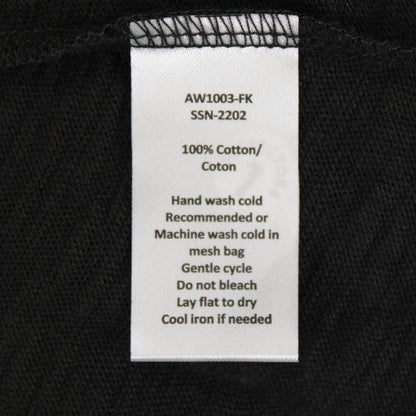 AW1003-FK
SSN-2202
100% Cotton/
Coton
Hand wash cold
Recommended or
Machine wash cold in
mesh bag
Gentle cycle
Do not bleach
Lay flat to dry
Cool iron if needed